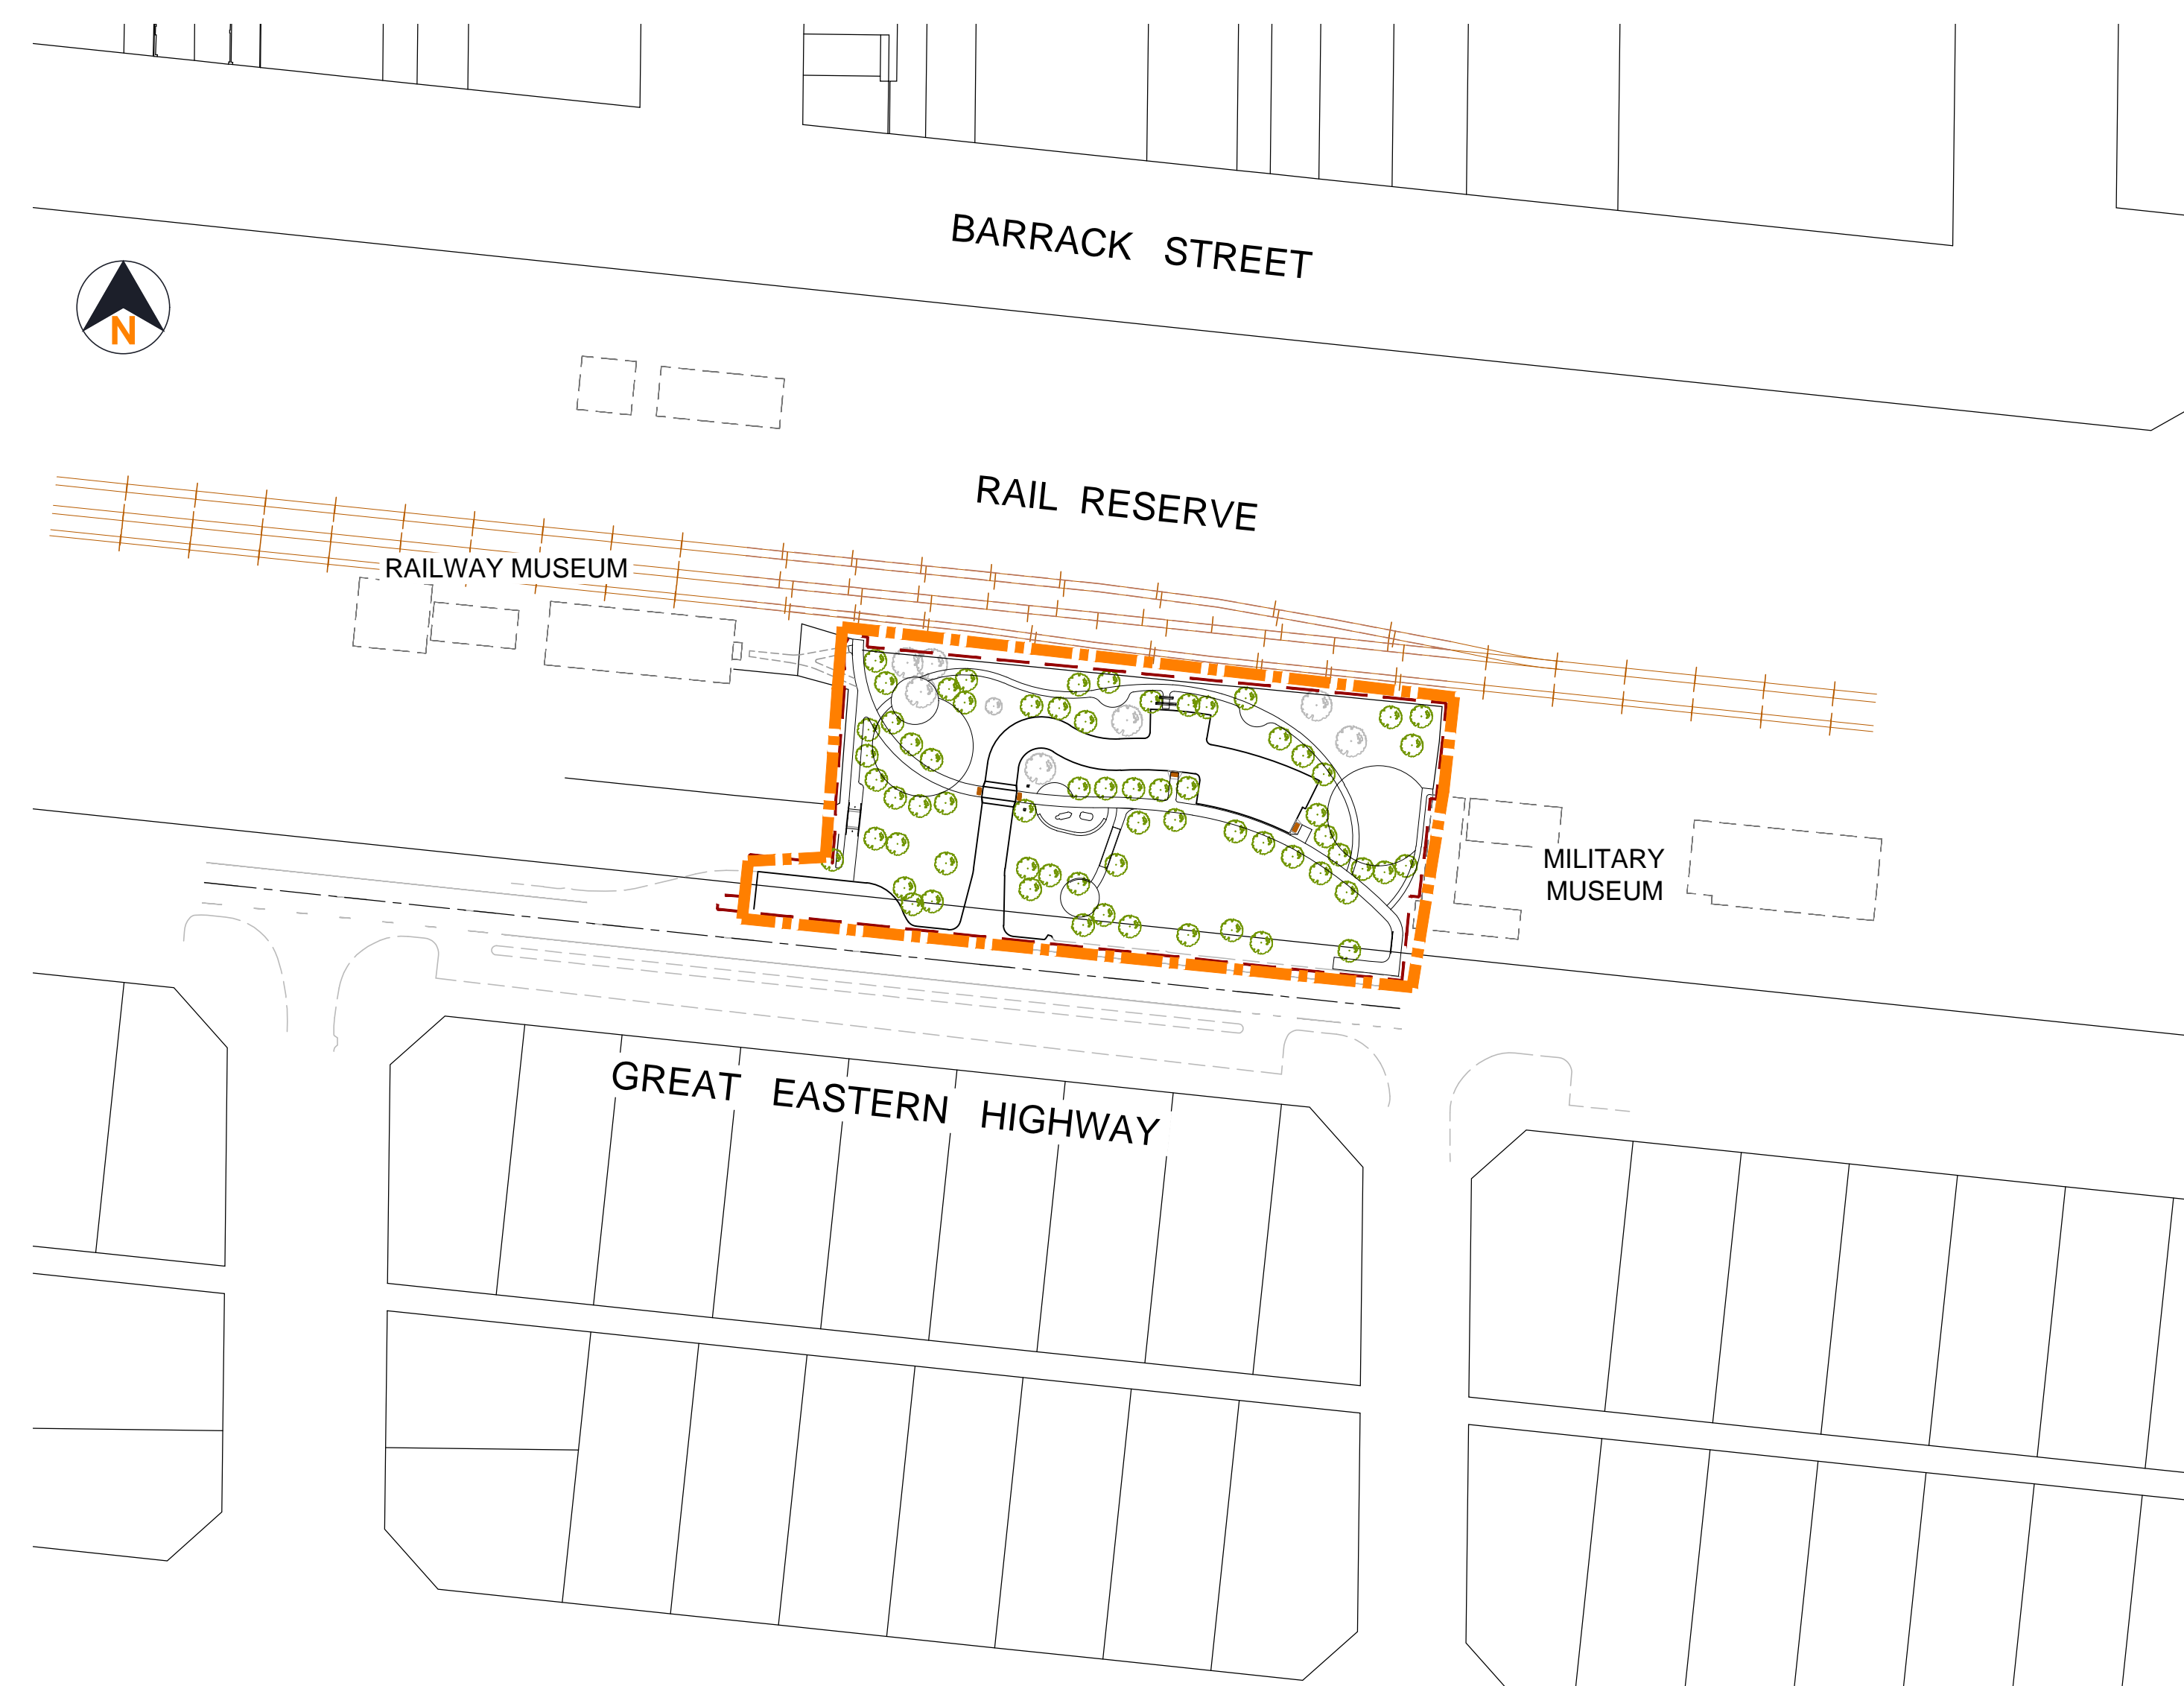 BARRACK STREET
N
RAIL RESERVE
RAILWAY MUSEUM
MILITARY
MUSEUM
GREAT EASTERN HIGHWAY